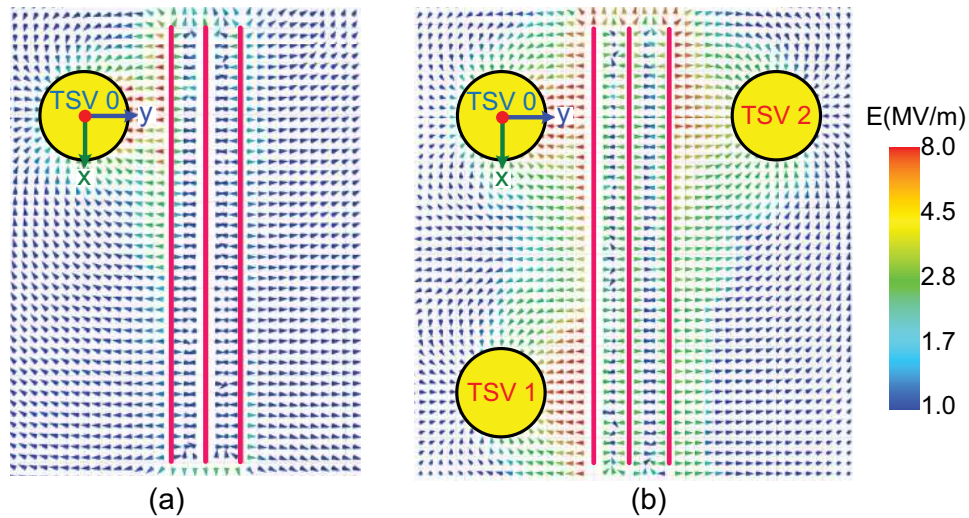 TSV 0
y
x
(a)
TSV 0
y
x
TSV 2
TSV 1
(b)
E(MV/m)
8.0
4.5
2.8
1.7
1.0